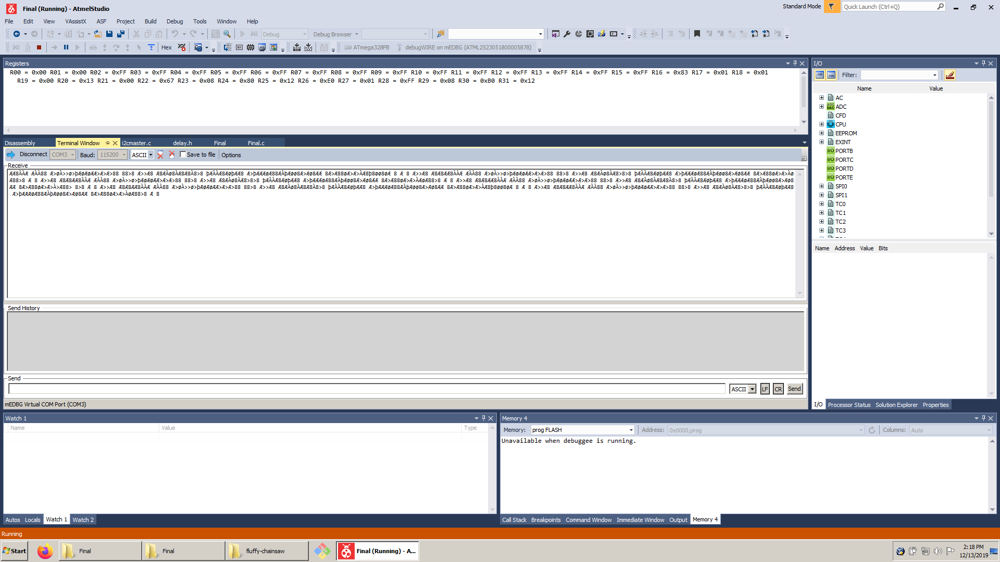 Final (Running) - AtmelStudio
Standard Mode
Quick Launch (Ctrl+Q)
File Edit View VAssistX ASF Project Build Debug Tools Window Help
Debug Debug Browser
Hex ATmega328PB debugWIRE on mEDBG (ATML2523051800005878)
Registers
R00 = 0x00 R01 = 0x00 R02 = 0xFF R03 = 0xFF R04 = 0xFF R05 = 0xFF R06 = 0xFF R07 = 0xFF R08 = 0xFF R09 = 0xFF R10 = 0xFF R11 = 0xFF R12 = 0xFF R13 = 0xFF R14 = 0xFF R15 = 0xFF R16 = 0x83 R17 = 0x01 R18 = 0x01
R19 = 0x00 R20 = 0x13 R21 = 0x00 R22 = 0x67 R23 = 0x08 R24 = 0x80 R25 = 0x12 R26 = 0xE0 R27 = 0x01 R28 = 0xFF R29 = 0x08 R30 = 0xB0 R31 = 0x12
Disassembly Terminal Window i2cmaster.c delay.h Final Final.c
Disconnect COM3 Baud: 115200 ASCII Save to file Options
Receive
Send History
Send
ASCII LF CR Send
mEDBG Virtual COM Port (COM3)
I/O
Filter:
Name Value
AC
ADC
CFD
CPU
EEPROM
EXINT
PORTB
PORTC
PORTD
PORTE
SPI0
SPI1
TC0
TC1
TC2
TC3
Name Address Value Bits
I/O Processor Status Solution Explorer Properties
Watch 1
Name Value Type
Autos Locals Watch 1 Watch 2
Memory 4
Memory: prog FLASH Address: 0x0000,prog Columns: Auto
Unavailable when debuggee is running.
Call Stack Breakpoints Command Window Immediate Window Output Memory 4
Running
Start Final Final fluffy-chainsaw Final (Running) - A...
2:18 PM
12/13/2019